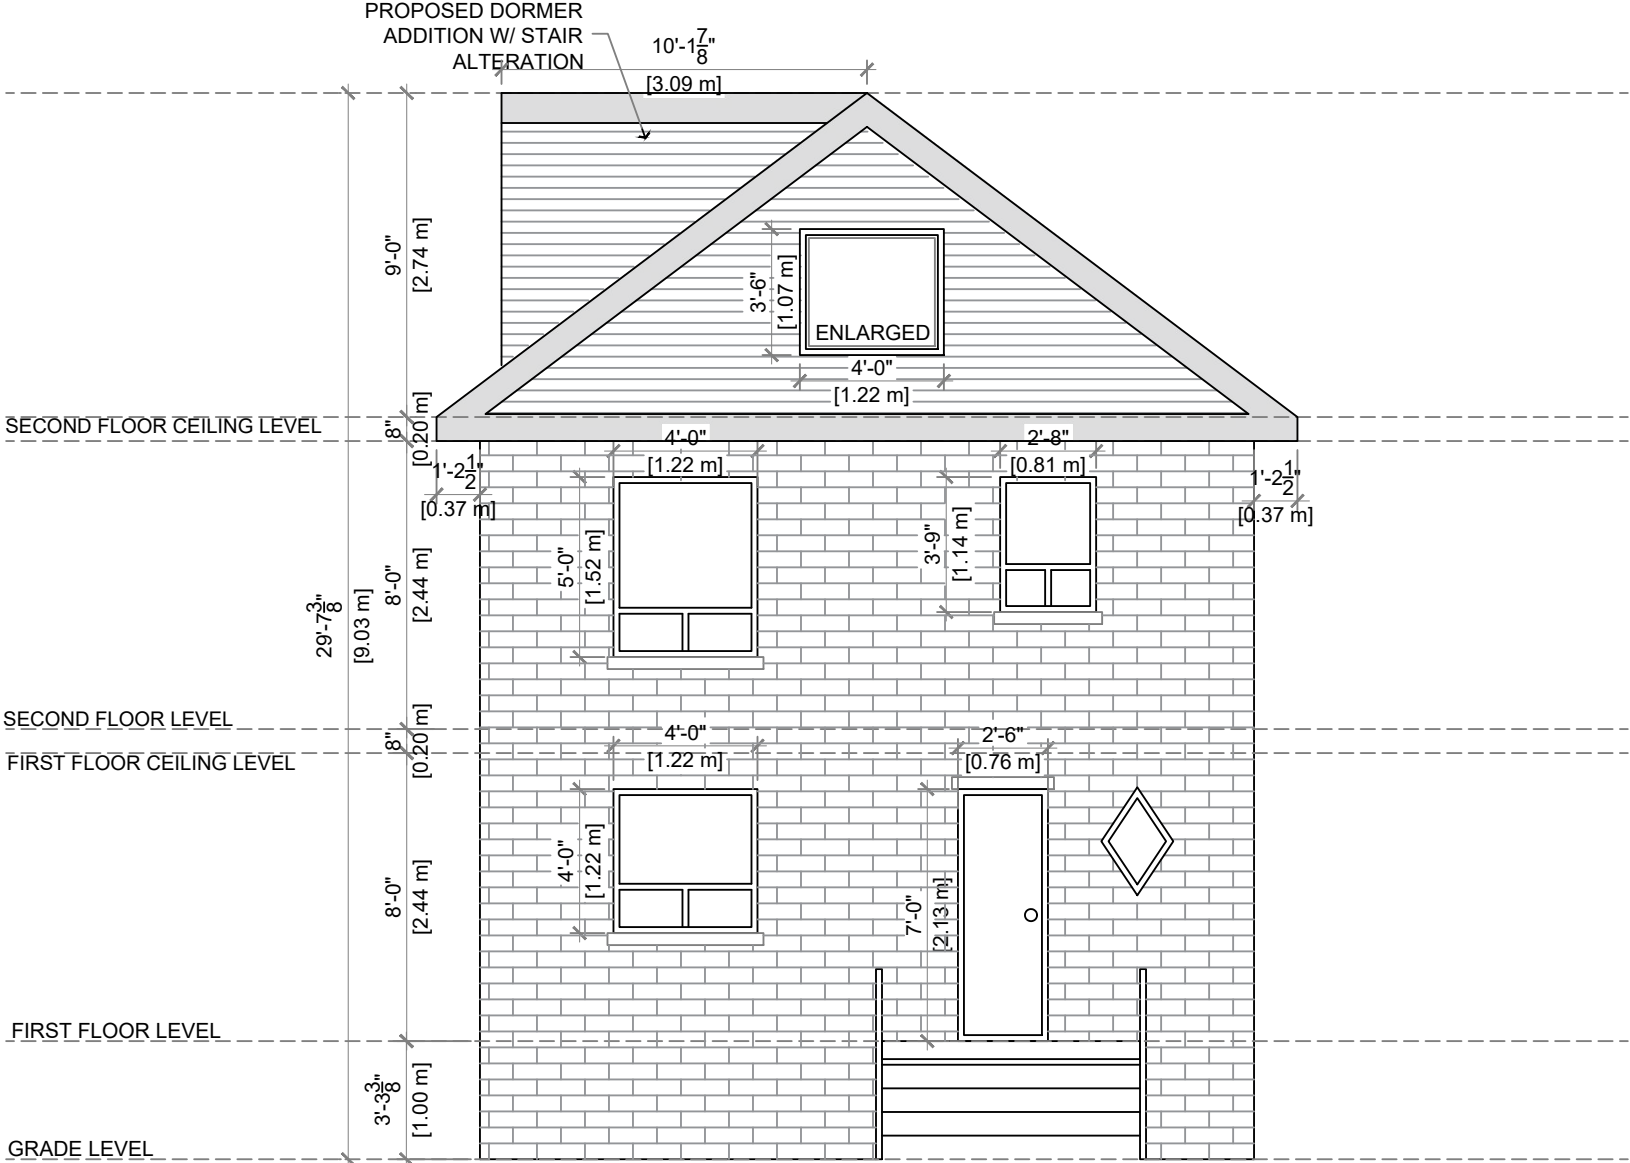 PROPOSED DORMER
ADDITION W/ STAIR
ALTERATION
10'-1 7/8"
[3.09 m]
9'-0"
[2.74 m]
3'-6"
[1.07 m]
ENLARGED
4'-0"
[1.22 m]
SECOND FLOOR CEILING LEVEL
8"
[0.20 m]
1'-2 1/2"
[0.37 m]
4'-0"
[1.22 m]
2'-8"
[0.81 m]
1'-2 1/2"
[0.37 m]
5'-0"
[1.52 m]
3'-9"
[1.14 m]
8'-0"
[2.44 m]
29'-7 3/8"
[9.03 m]
SECOND FLOOR LEVEL
8"
[0.20 m]
FIRST FLOOR CEILING LEVEL
4'-0"
[1.22 m]
2'-6"
[0.76 m]
4'-0"
[1.22 m]
7'-0"
[2.13 m]
8'-0"
[2.44 m]
FIRST FLOOR LEVEL
3'-3 3/8"
[1.00 m]
GRADE LEVEL